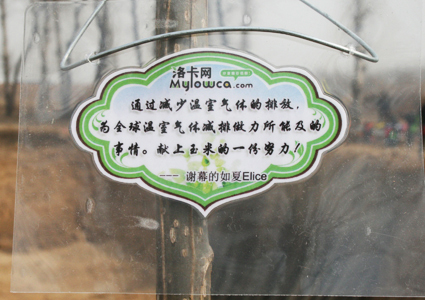 洛卡网
Mylowca.com
通过减少温室气体的排放，
为全球温室气体减排做力所能及的
事情。献上玉米的一份努力！
--- 谢幕的如夏Elice